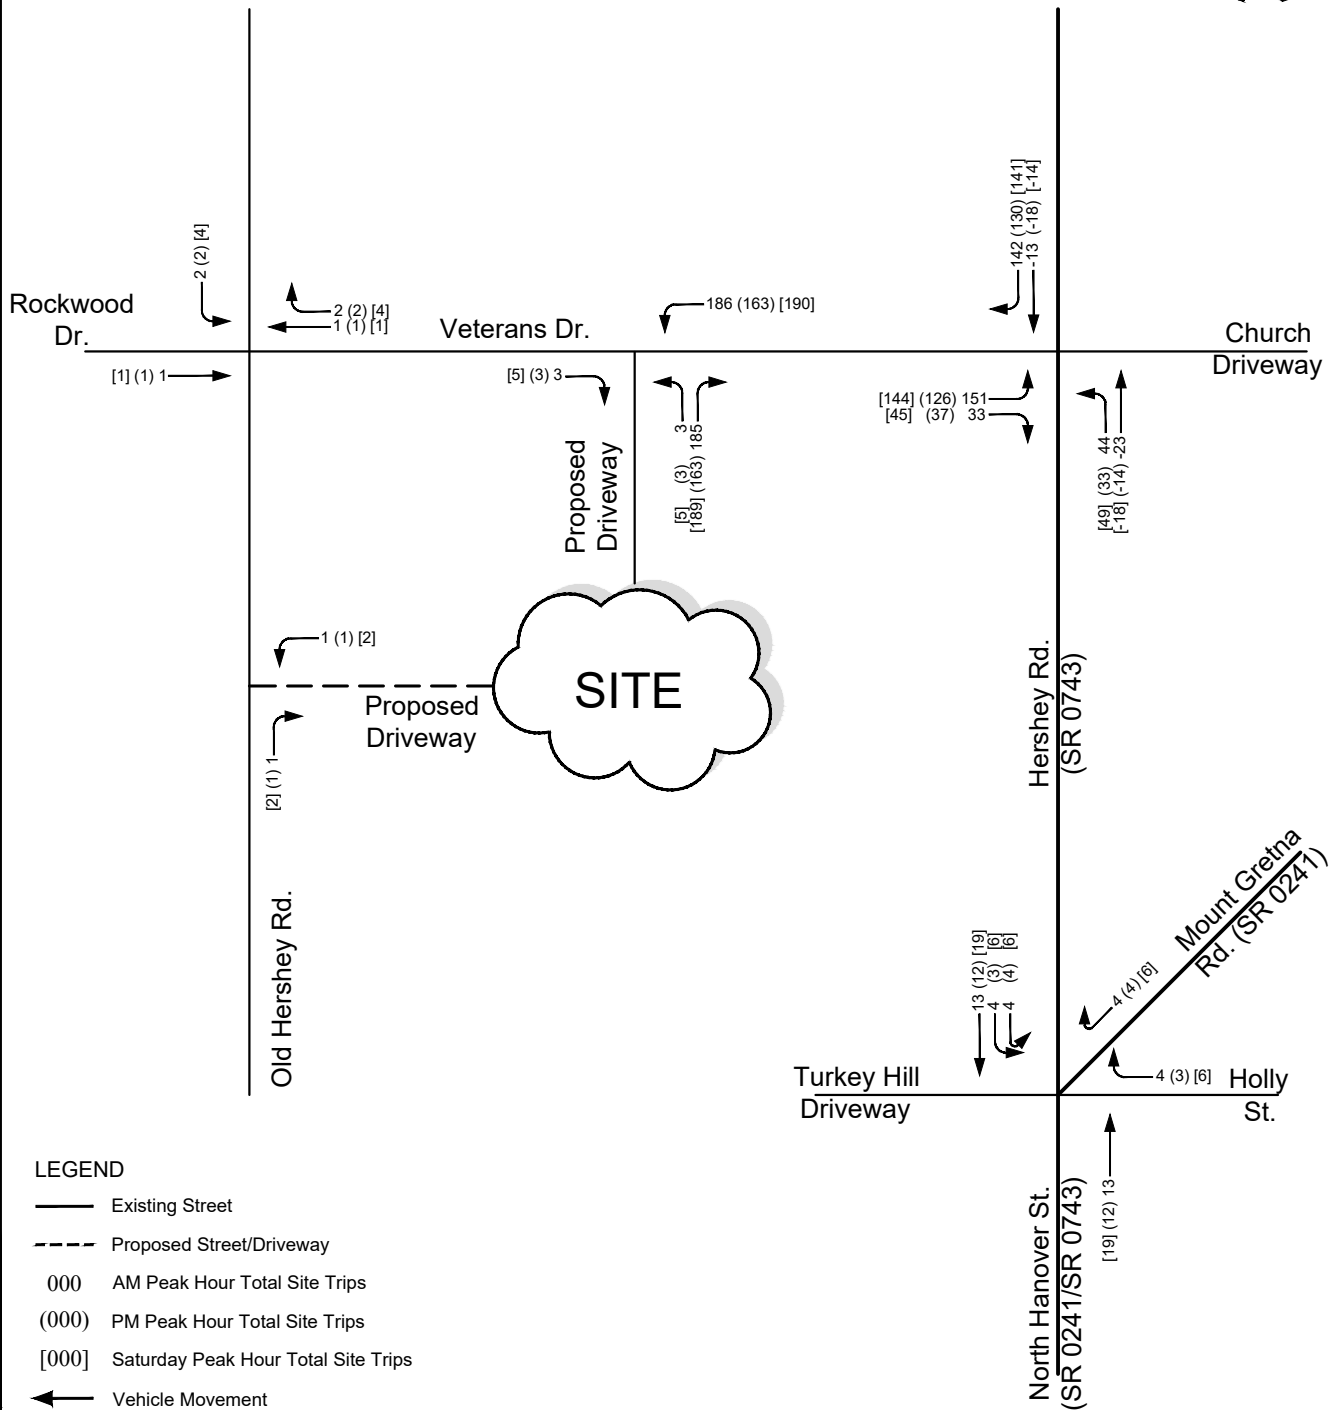 142 (130) [141]
-13 (-18) [-14]
2 (2) [4]
Rockwood
Dr.
2 (2) [4]
1 (1) [1]
Veterans Dr.
186 (163) [190]
Church
Driveway
[1] (1) 1
[5] (3) 3
[144] (126) 151
[45] (37) 33
[5] (3) 3
[189] (163) 185
[49] (33) 44
[-18] (-14) -23
Proposed
Driveway
1 (1) [2]
SITE
Proposed
Driveway
[2] (1) 1
Hershey Rd.
(SR 0743)
Mount Gretna
Rd. (SR 0241)
Old Hershey Rd.
13 (12) [19]
4 (3) [6]
4 (4) [6]
4 (4) [6]
Turkey Hill
Driveway
4 (3) [6]
Holly
St.
[19] (12) 13
North Hanover St.
(SR 0241/SR 0743)
LEGEND
Existing Street
Proposed Street/Driveway
000 AM Peak Hour Total Site Trips
(000) PM Peak Hour Total Site Trips
[000] Saturday Peak Hour Total Site Trips
Vehicle Movement